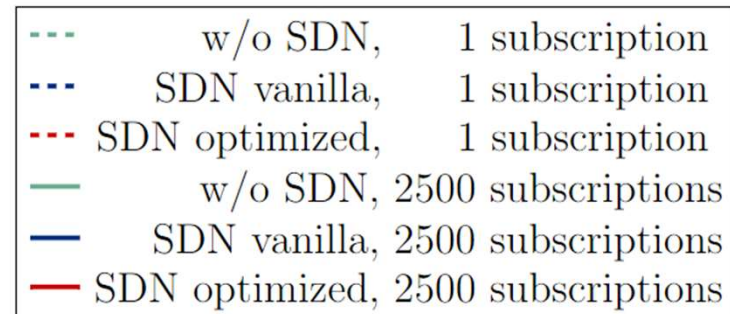 w/o SDN, 1 subscription
SDN vanilla, 1 subscription
SDN optimized, 1 subscription
w/o SDN, 2500 subscriptions
SDN vanilla, 2500 subscriptions
SDN optimized, 2500 subscriptions